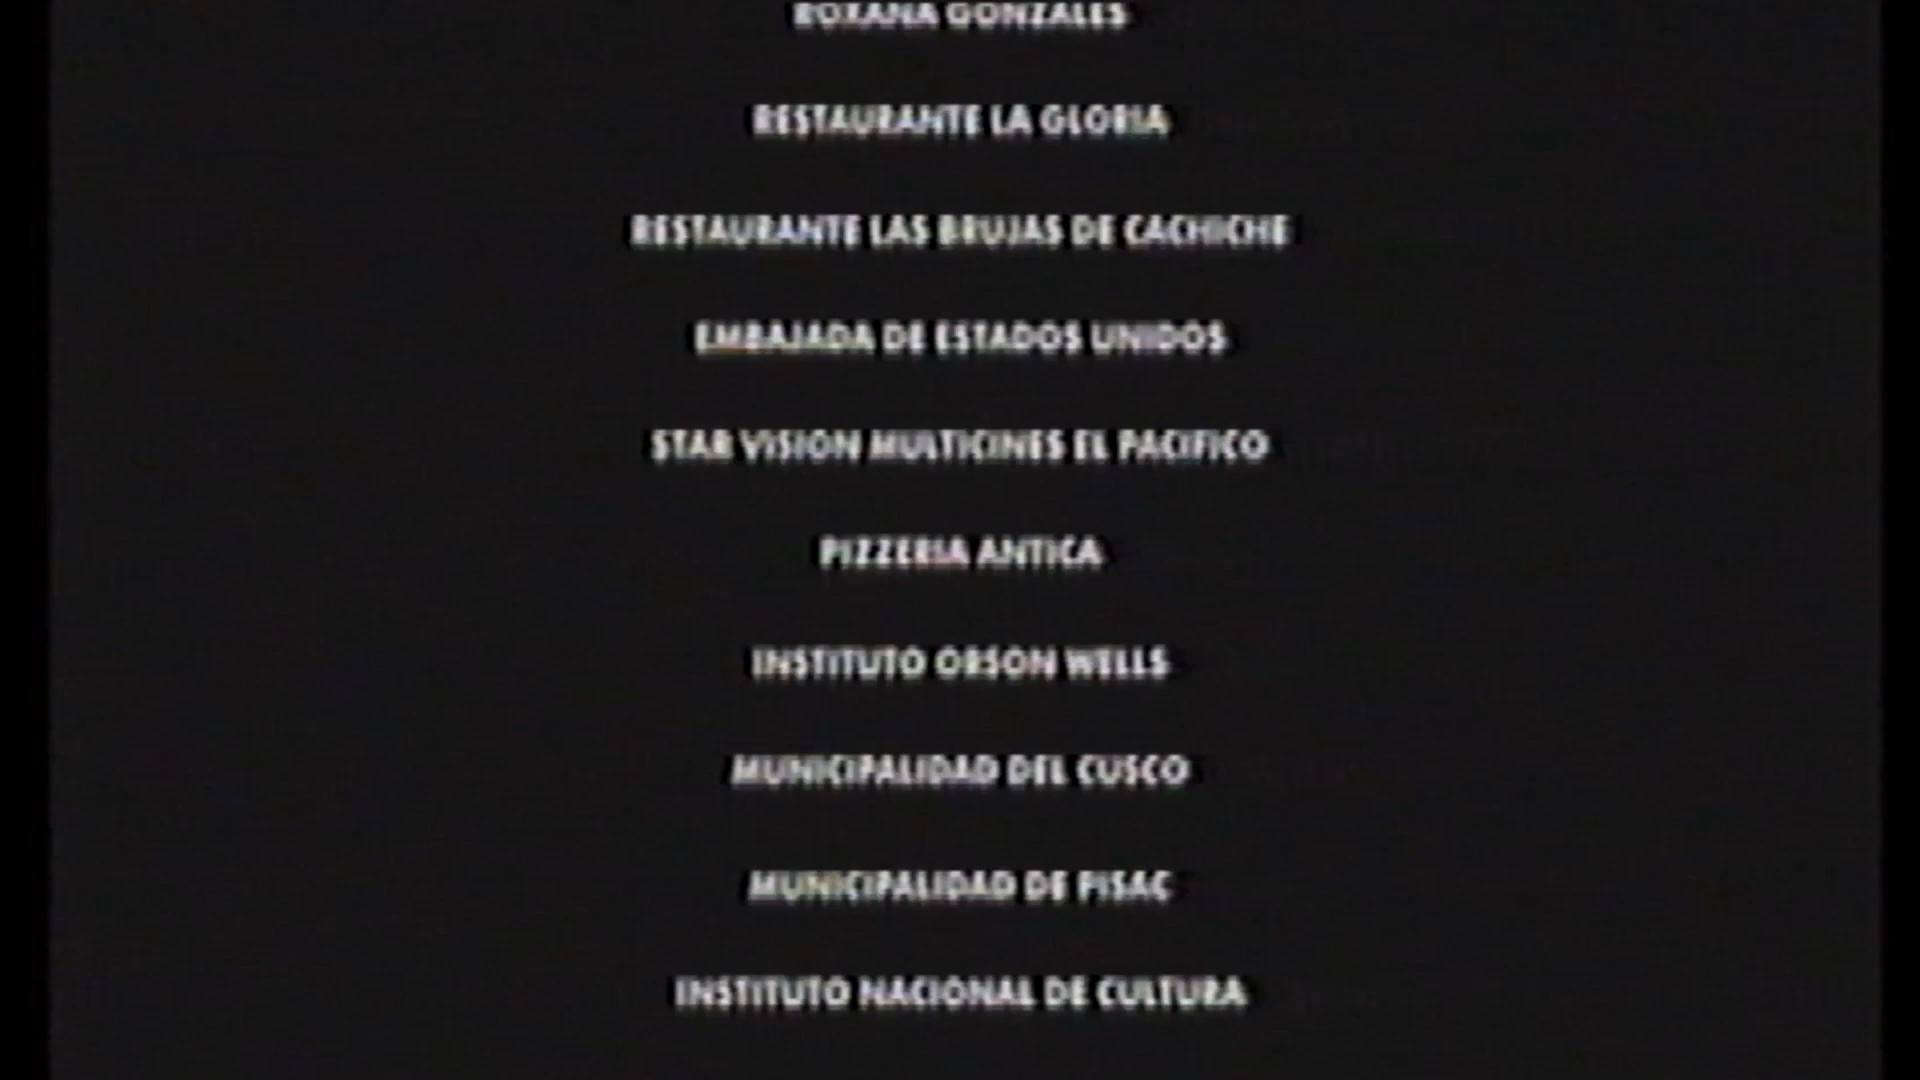 ROXANA GONZALES
RESTAURANTE LA GLORIA
RESTAURANTE LAS BRUJAS DE CACHICHE
EMBAJADA DE ESTADOS UNIDOS
STAR VISION MULTICINES EL PACIFICO
PIZZERIA ANTICA
INSTITUTO ORSON WELLS
MUNICIPALIDAD DEL CUSCO
MUNICIPALIDAD DE PISAC
INSTITUTO NACIONAL DE CULTURA